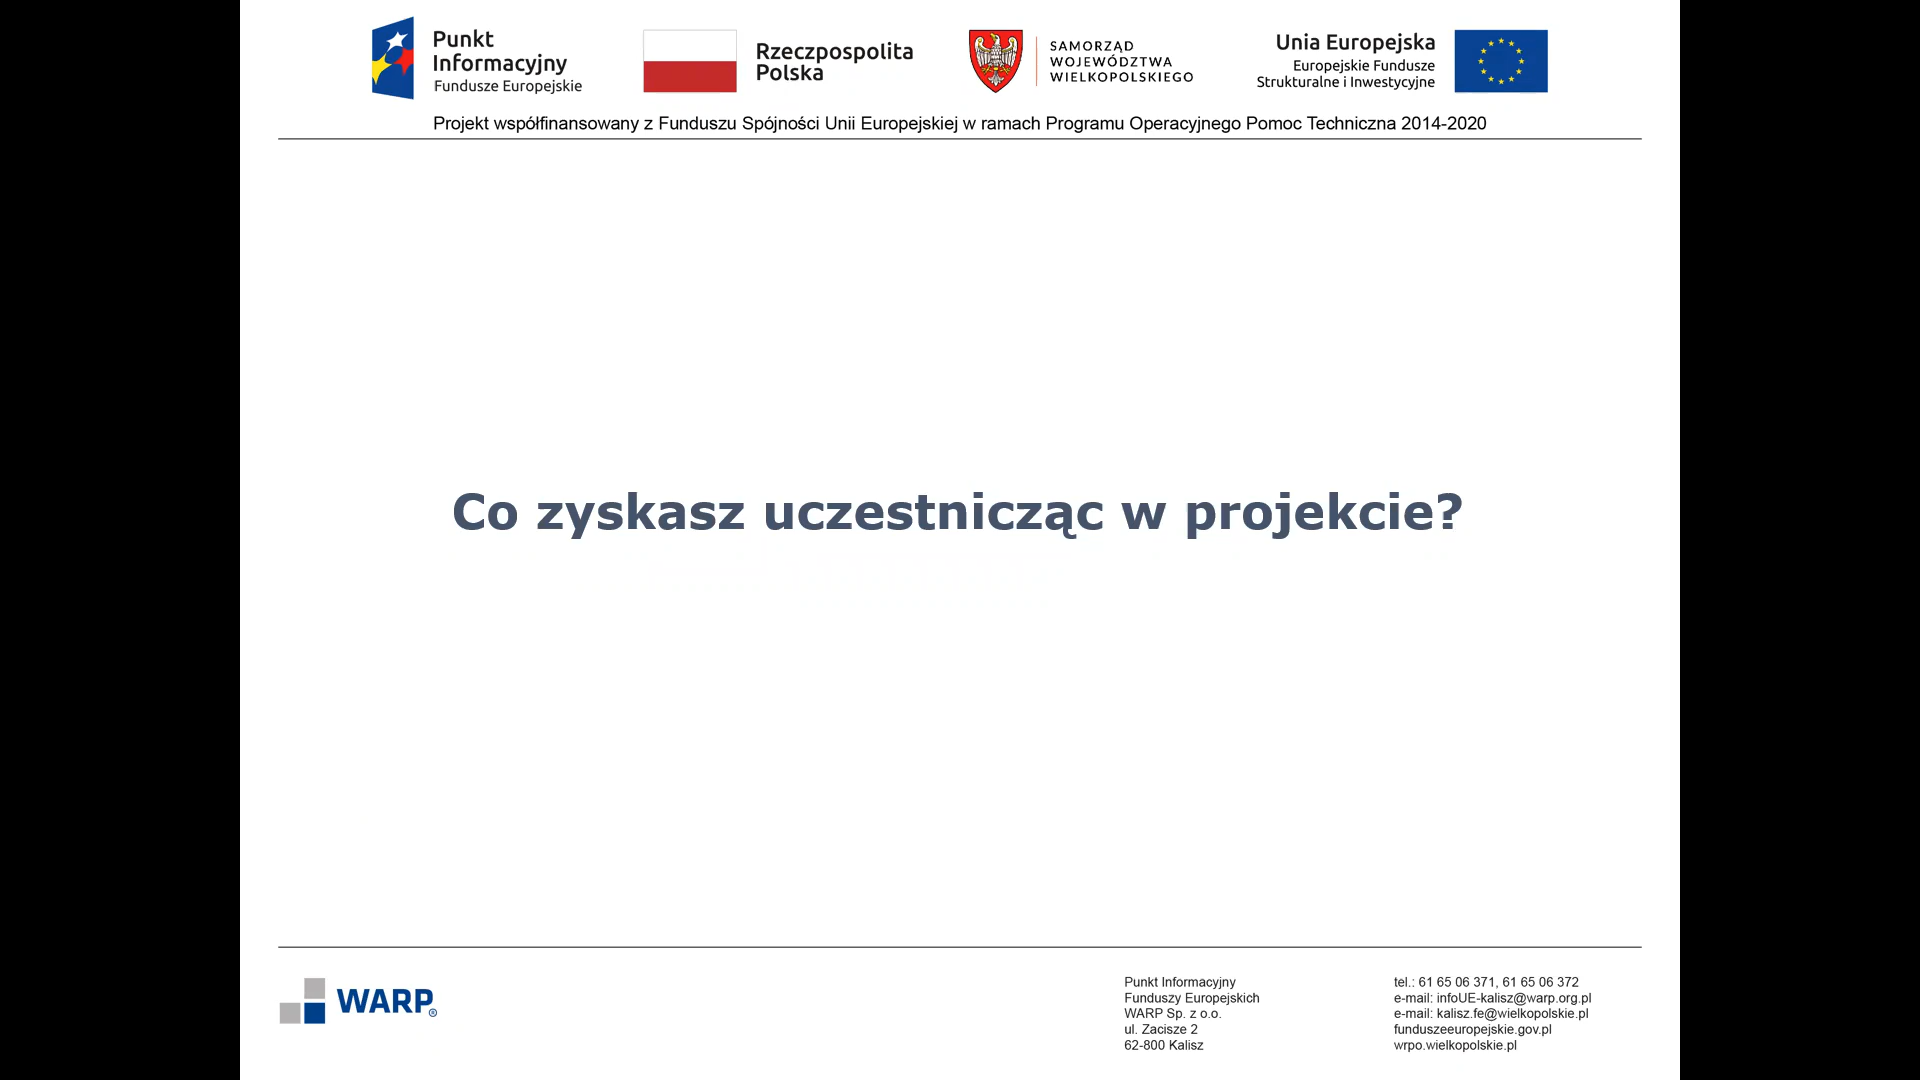 Punkt
Informacyjny
Fundusze Europejskie
Rzeczpospolita
Polska
SAMORZĄD
WOJEWÓDZTWA
WIELKOPOLSKIEGO
Unia Europejska
Europejskie Fundusze
Strukturalne i Inwestycyjne
Projekt współfinansowany z Funduszu Spójności Unii Europejskiej w ramach Programu Operacyjnego Pomoc Techniczna 2014-2020
Co zyskasz uczestnicząc w projekcie?
WARP®
Punkt Informacyjny
Funduszy Europejskich
WARP Sp. z o.o.
ul. Zacisze 2
62-800 Kalisz
tel.: 61 65 06 371, 61 65 06 372
e-mail: infoUE-kalisz@warp.org.pl
e-mail: kalisz.fe@wielkopolskie.pl
funduszeeuropejskie.gov.pl
wrpo.wielkopolskie.pl